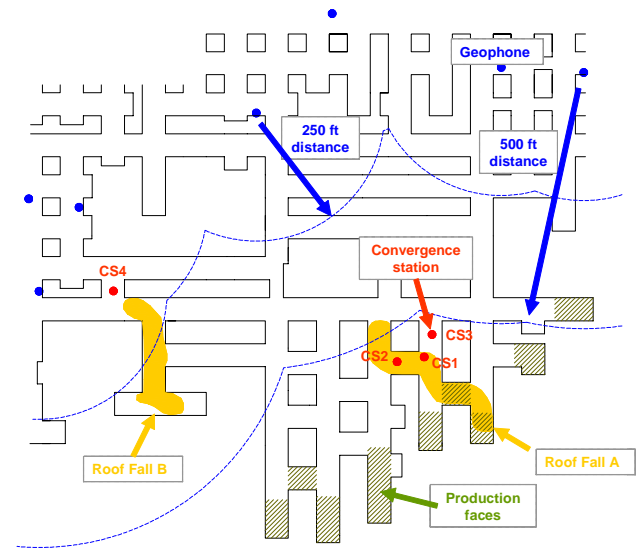 Geophone
250 ft
distance
500 ft
distance
Convergence
station
CS4
CS3
CS2
CS1
Roof Fall B
Roof Fall A
Production
faces